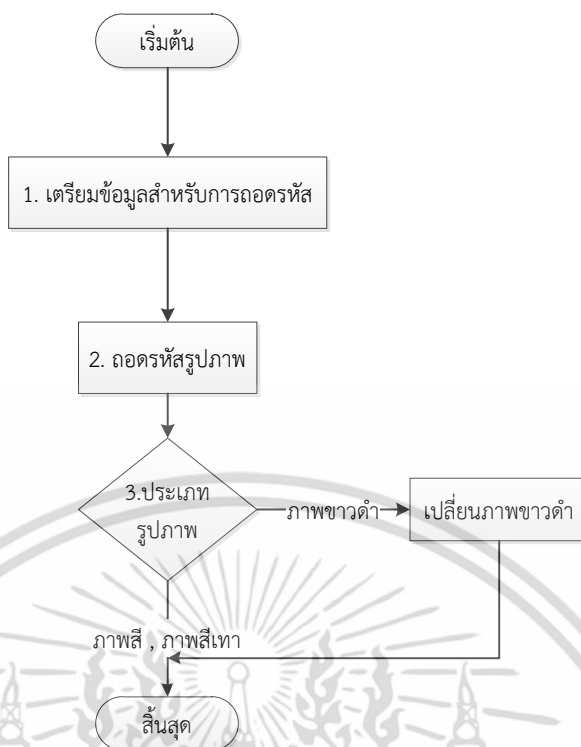 เริ่มต้น
1. เตรียมข้อมูลสำหรับการถอดรหัส
2. ถอดรหัสรูปภาพ
3.ประเภท
รูปภาพ
ภาพขาวดำ
เปลี่ยนภาพขาวดำ
ภาพสี , ภาพสีเทา
สิ้นสุด